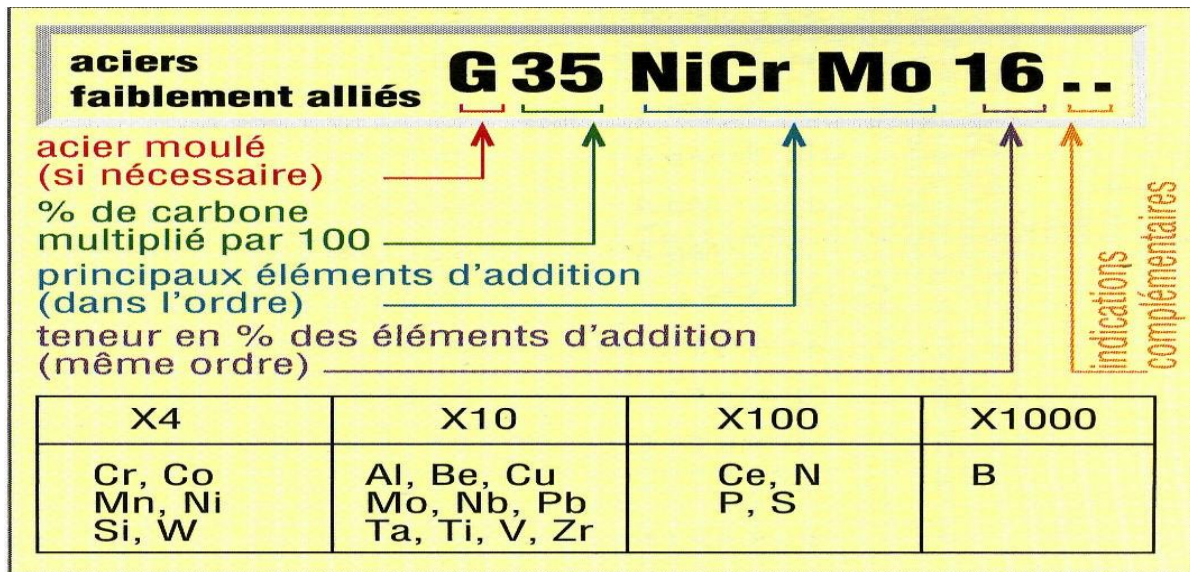 aciers
faiblement alliés
G 35 NiCr Mo 16 . .
acier moulé
(si nécessaire)
% de carbone
multiplié par 100
principaux éléments d'addition
(dans l'ordre)
teneur en % des éléments d'addition
(même ordre)
indications
complémentaires
X4 X10 X100 X1000
Cr, Co Al, Be, Cu Ce, N B
Mn, Ni Mo, Nb, Pb P, S
Si, W Ta, Ti, V, Zr